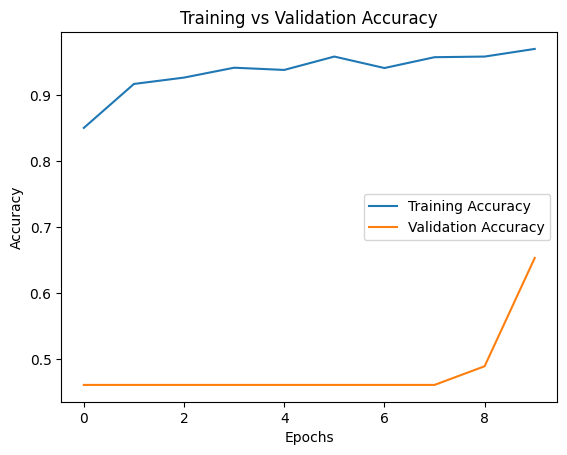 Training vs Validation Accuracy
Accuracy
0.9
0.8
0.7
0.6
0.5
Training Accuracy
Validation Accuracy
0 2 4 6 8
Epochs